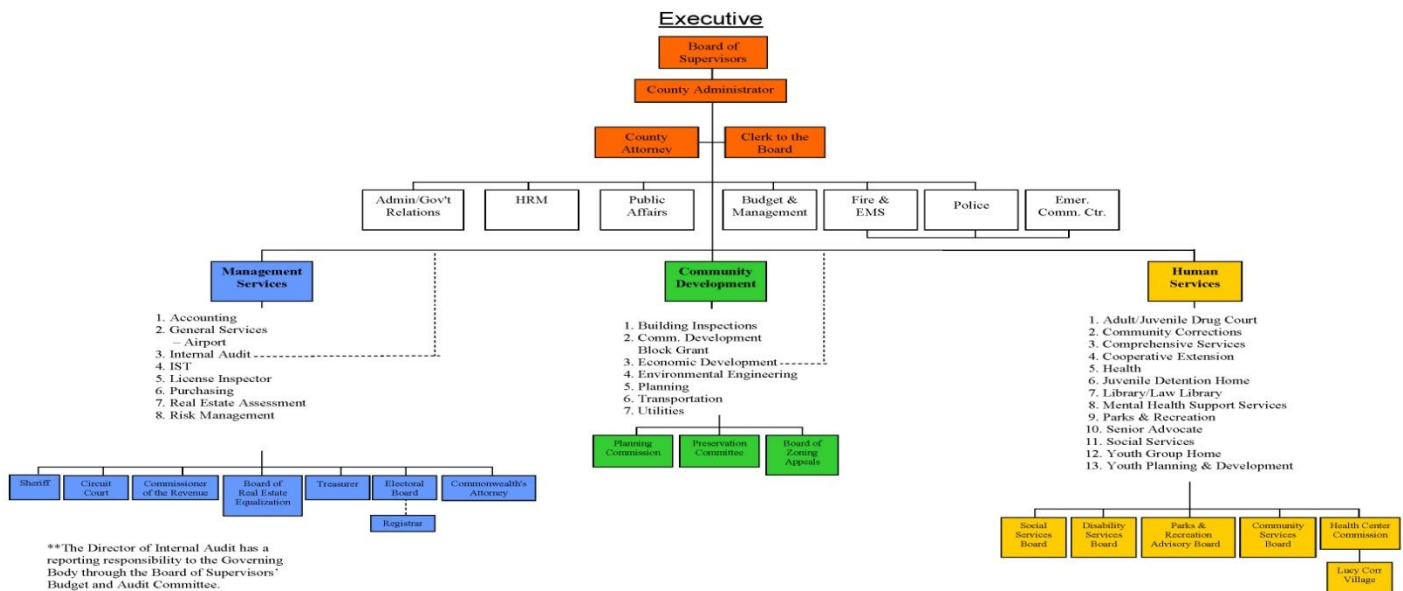 Executive
Board of
Supervisors
County Administrator
County
Attorney
Clerk to the
Board
Admin/Gov't
Relations
HRM
Public
Affairs
Budget &
Management
Fire &
EMS
Police
Emer.
Comm. Ctr.
Management
Services
Community
Development
Human
Services
1. Accounting
2. General Services
– Airport
3. Internal Audit
4. IST
5. License Inspector
6. Purchasing
7. Real Estate Assessment
8. Risk Management
1. Building Inspections
2. Comm. Development
Block Grant
3. Economic Development
4. Environmental Engineering
5. Planning
6. Transportation
7. Utilities
1. Adult/Juvenile Drug Court
2. Community Corrections
3. Comprehensive Services
4. Cooperative Extension
5. Health
6. Juvenile Detention Home
7. Library/Law Library
8. Mental Health Support Services
9. Parks & Recreation
10. Senior Advocate
11. Social Services
12. Youth Group Home
13. Youth Planning & Development
Planning
Commission
Preservation
Committee
Board of
Zoning
Appeals
Sheriff
Circuit
Court
Commissioner
of the Revenue
Board of
Real Estate
Equalization
Treasurer
Electoral
Board
Commonwealth's
Attorney
Registrar
Social
Services
Board
Disability
Services
Board
Parks &
Recreation
Advisory Board
Community
Services
Board
Health Center
Commission
Lucy Corr
Village
**The Director of Internal Audit has a
reporting responsibility to the Governing
Body through the Board of Supervisors'
Budget and Audit Committee.